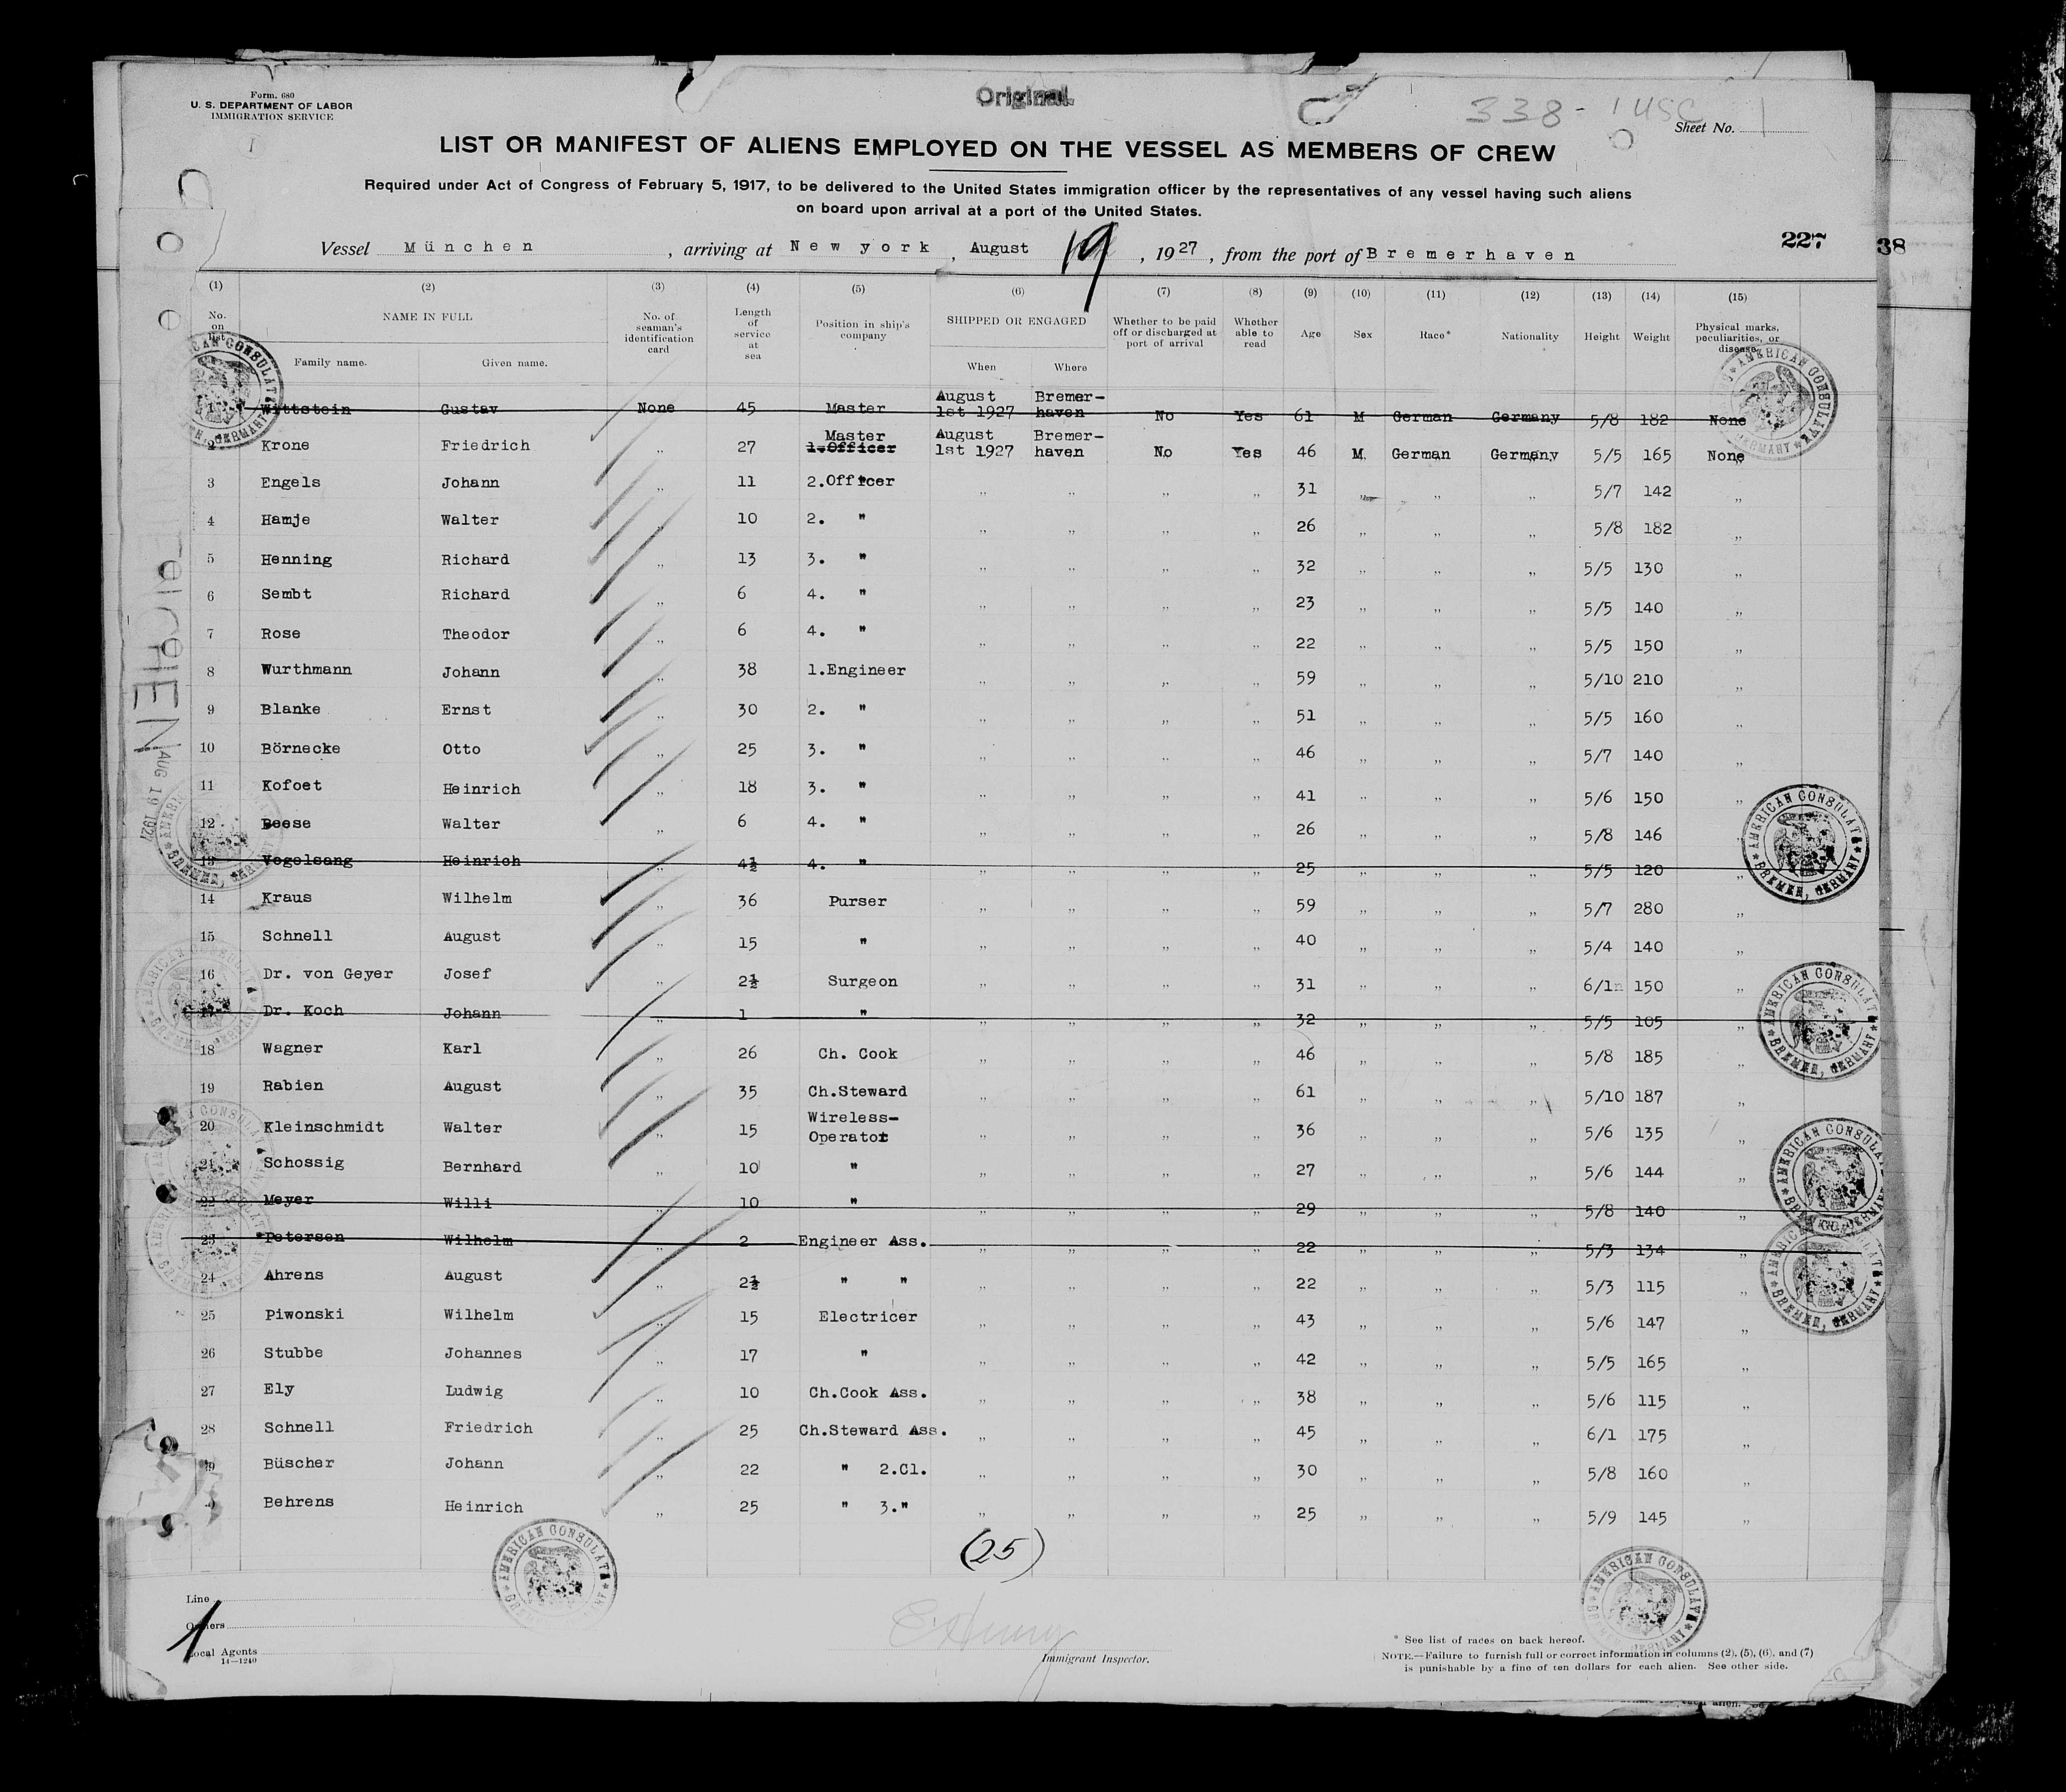 Form. 680
U. S. DEPARTMENT OF LABOR
IMMIGRATION SERVICE
Original
338 - 1 USC
Sheet No. 1
LIST OR MANIFEST OF ALIENS EMPLOYED ON THE VESSEL AS MEMBERS OF CREW
Required under Act of Congress of February 5, 1917, to be delivered to the United States immigration officer by the representatives of any vessel having such aliens
on board upon arrival at a port of the United States.
Vessel München , arriving at New york , August 19 , 1927 , from the port of Bremerhaven
227
38
(1) (2) (3) (4) (5) (6) (7) (8) (9) (10) (11) (12) (13) (14) (15)
No. on list NAME IN FULL Family name. Given name. No. of seaman's identification card Length of service at sea Position in ship's company SHIPPED OR ENGAGED When Where Whether to be paid off or discharged at port of arrival Whether able to read Age Sex Race* Nationality Height Weight Physical marks, peculiarities, or disease
1 Wittstein Gustav None 45 Master August 1st 1927 Bremer-haven No Yes 61 M German Germany 5/8 182 None
2 Krone Friedrich „ 27 Master 1.Officer August 1st 1927 Bremer-haven No Yes 46 M German Germany 5/5 165 None
3 Engels Johann „ 11 2.Officer „ „ „ „ 31 „ „ „ 5/7 142 „
4 Hamje Walter „ 10 2. " „ „ „ „ 26 „ „ „ 5/8 182 „
5 Henning Richard „ 13 3. " „ „ „ „ 32 „ „ „ 5/5 130 „
6 Sembt Richard „ 6 4. " „ „ „ „ 23 „ „ „ 5/5 140 „
7 Rose Theodor „ 6 4. " „ „ „ „ 22 „ „ „ 5/5 150 „
8 Wurthmann Johann „ 38 1.Engineer „ „ „ „ 59 „ „ „ 5/10 210 „
9 Blanke Ernst „ 30 2. " „ „ „ „ 51 „ „ „ 5/5 160 „
10 Börnecke Otto „ 25 3. " „ „ „ „ 46 „ „ „ 5/7 140 „
11 Kofoet Heinrich „ 18 3. " „ „ „ „ 41 „ „ „ 5/6 150 „
12 Beese Walter „ 6 4. " „ „ „ „ 26 „ „ „ 5/8 146 „
13 Vogelsang Heinrich „ 4½ 4. " „ „ „ „ 25 „ „ „ 5/5 120 „
14 Kraus Wilhelm „ 36 Purser „ „ „ „ 59 „ „ „ 5/7 280 „
15 Schnell August „ 15 " „ „ „ „ 40 „ „ „ 5/4 140 „
16 Dr. von Geyer Josef „ 2½ Surgeon „ „ „ „ 31 „ „ „ 6/1 150 „
Dr. Koch Johann „ 1 " „ „ „ „ 32 „ „ „ 5/5 105 „
18 Wagner Karl „ 26 Ch. Cook „ „ „ „ 46 „ „ „ 5/8 185 „
19 Rabien August „ 35 Ch.Steward „ „ „ „ 61 „ „ „ 5/10 187 „
20 Kleinschmidt Walter „ 15 Wireless-Operator „ „ „ „ 36 „ „ „ 5/6 135 „
21 Schossig Bernhard „ 10 " „ „ „ „ 27 „ „ „ 5/6 144 „
22 Meyer Willi „ 10 " „ „ „ „ 29 „ „ „ 5/8 140 „
23 Petersen Wilhelm „ 2 Engineer Ass. „ „ „ „ 22 „ „ „ 5/3 134 „
24 Ahrens August „ 2½ " " „ „ „ „ 22 „ „ „ 5/3 115 „
25 Piwonski Wilhelm „ 15 Electricer „ „ „ „ 43 „ „ „ 5/6 147 „
26 Stubbe Johannes „ 17 " „ „ „ „ 42 „ „ „ 5/5 165 „
27 Ely Ludwig „ 10 Ch.Cook Ass. „ „ „ „ 38 „ „ „ 5/6 115 „
28 Schnell Friedrich „ 25 Ch.Steward Ass. „ „ „ „ 45 „ „ „ 6/1 175 „
Büscher Johann „ 22 " 2.Cl. „ „ „ „ 30 „ „ „ 5/8 160 „
Behrens Heinrich „ 25 " 3." „ „ „ „ 25 „ „ „ 5/9 145 „
(25)
AUG 19 1927
AMERICAN CONSULATE
BREMEN, GERMANY
Line
Owners
Local Agents
14—1240
1
Immigrant Inspector.
* See list of races on back hereof.
NOTE.—Failure to furnish full or correct information in columns (2), (5), (6), and (7)
is punishable by a fine of ten dollars for each alien. See other side.